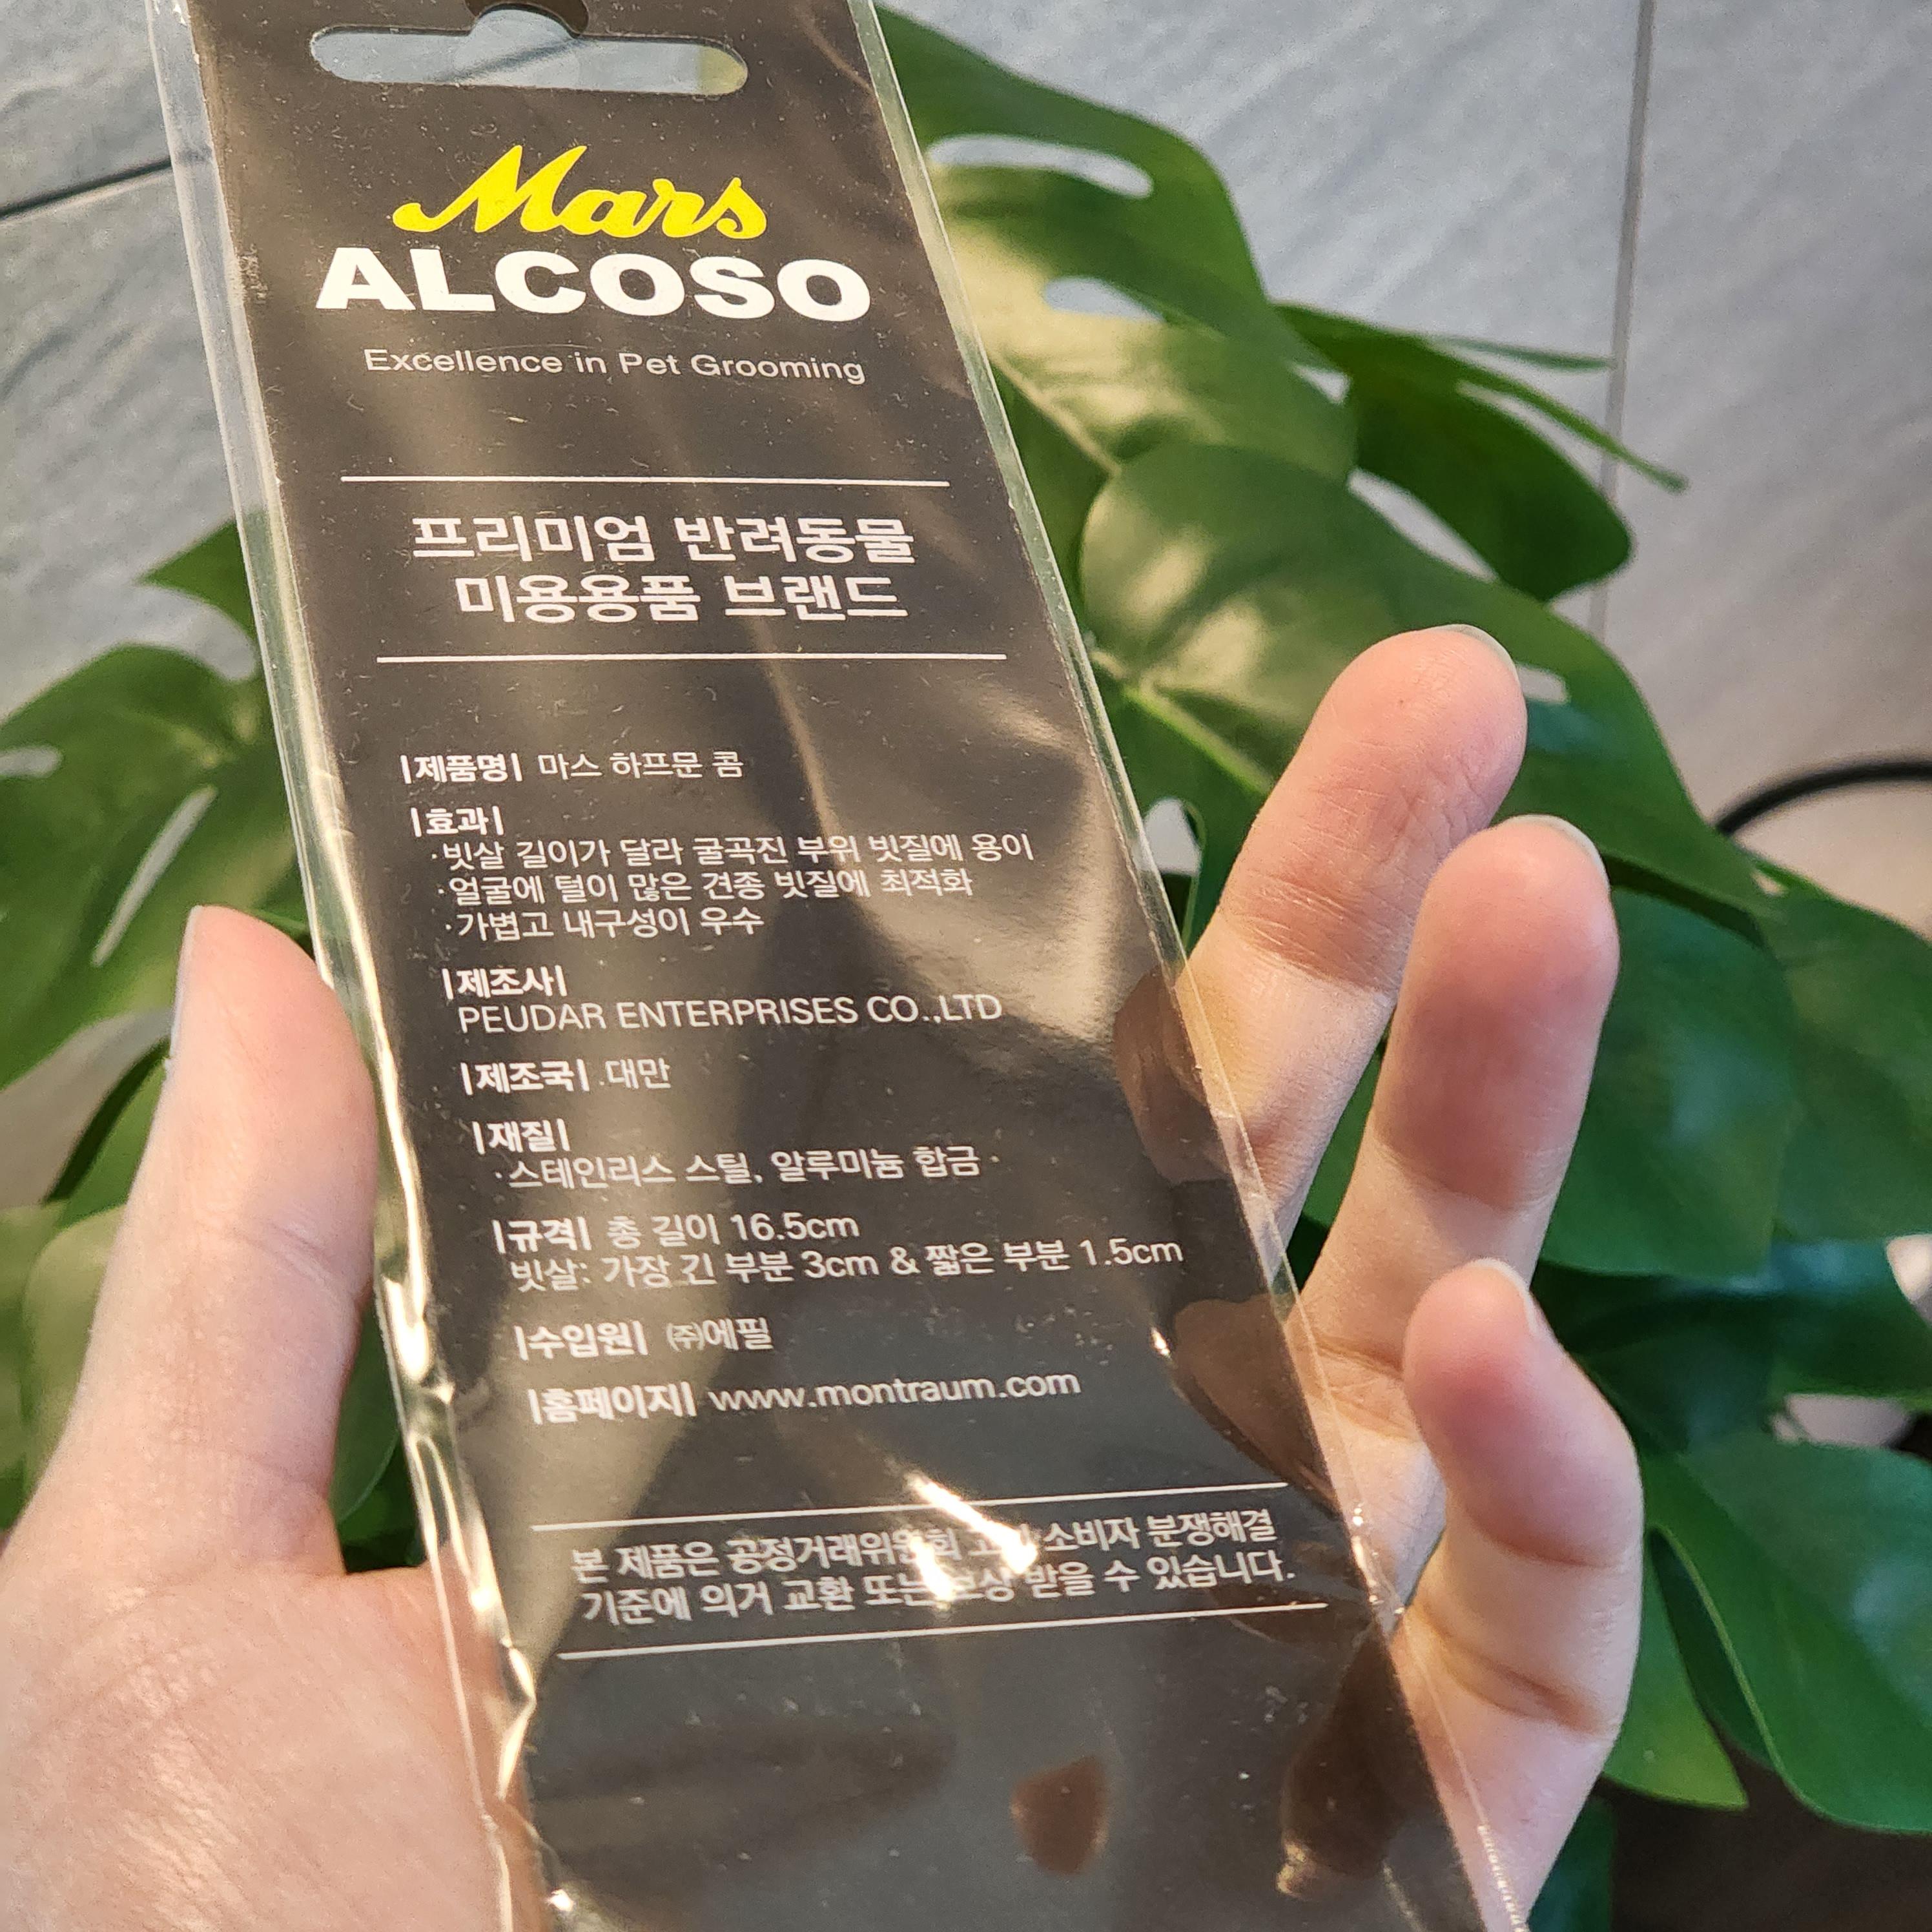 Mars
ALCOSO
Excellence in Pet Grooming
프리미엄 반려동물
미용용품 브랜드
|제품명| 마스 하프문 콤
|효과|
·빗살 길이가 달라 굴곡진 부위 빗질에 용이
·얼굴에 털이 많은 견종 빗질에 최적화
·가볍고 내구성이 우수
|제조사|
PEUDAR ENTERPRISES CO.,LTD
|제조국| 대만
|재질|
·스테인리스 스틸, 알루미늄 합금
|규격| 총 길이 16.5cm
빗살: 가장 긴 부분 3cm & 짧은 부분 1.5cm
|수입원| ㈜에필
|홈페이지| www.montraum.com
본 제품은 공정거래위원회 소비자 분쟁해결
기준에 의거 교환 또는 보상 받을 수 있습니다.